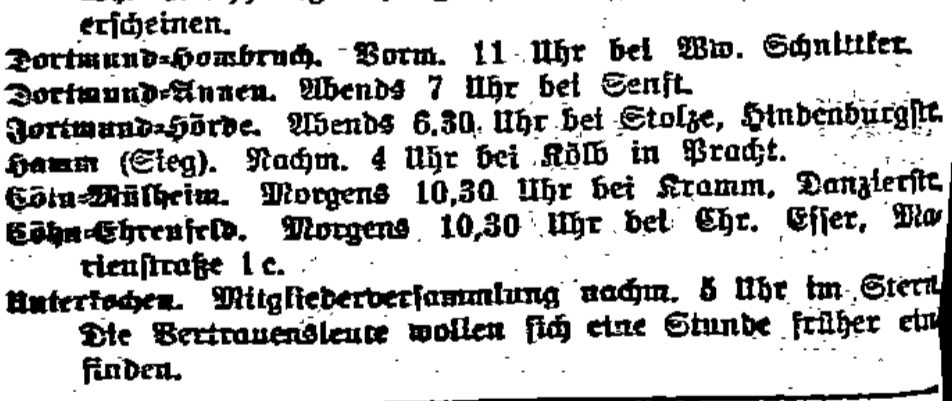 erscheinen.
Dortmund-Hombruch. Vorm. 11 Uhr bei Ww. Schnittker.
Dortmund-Annen. Abends 7 Uhr bei Senft.
Dortmund-Hörde. Abends 6,30 Uhr bei Stolze, Hindenburgstr.
Hamm (Sieg). Nachm. 4 Uhr bei Kölb in Pracht.
Cöln-Mülheim. Morgens 10,30 Uhr bei Kramm, Danzierstr.
Cöln-Ehrenfeld. Morgens 10,30 Uhr bei Chr. Esser, Ma
rienstraße 1 c.
Unterkochen. Mitgliederversammlung nachm. 5 Uhr im Stern.
Die Vertrauensleute wollen sich eine Stunde früher ein
finden.